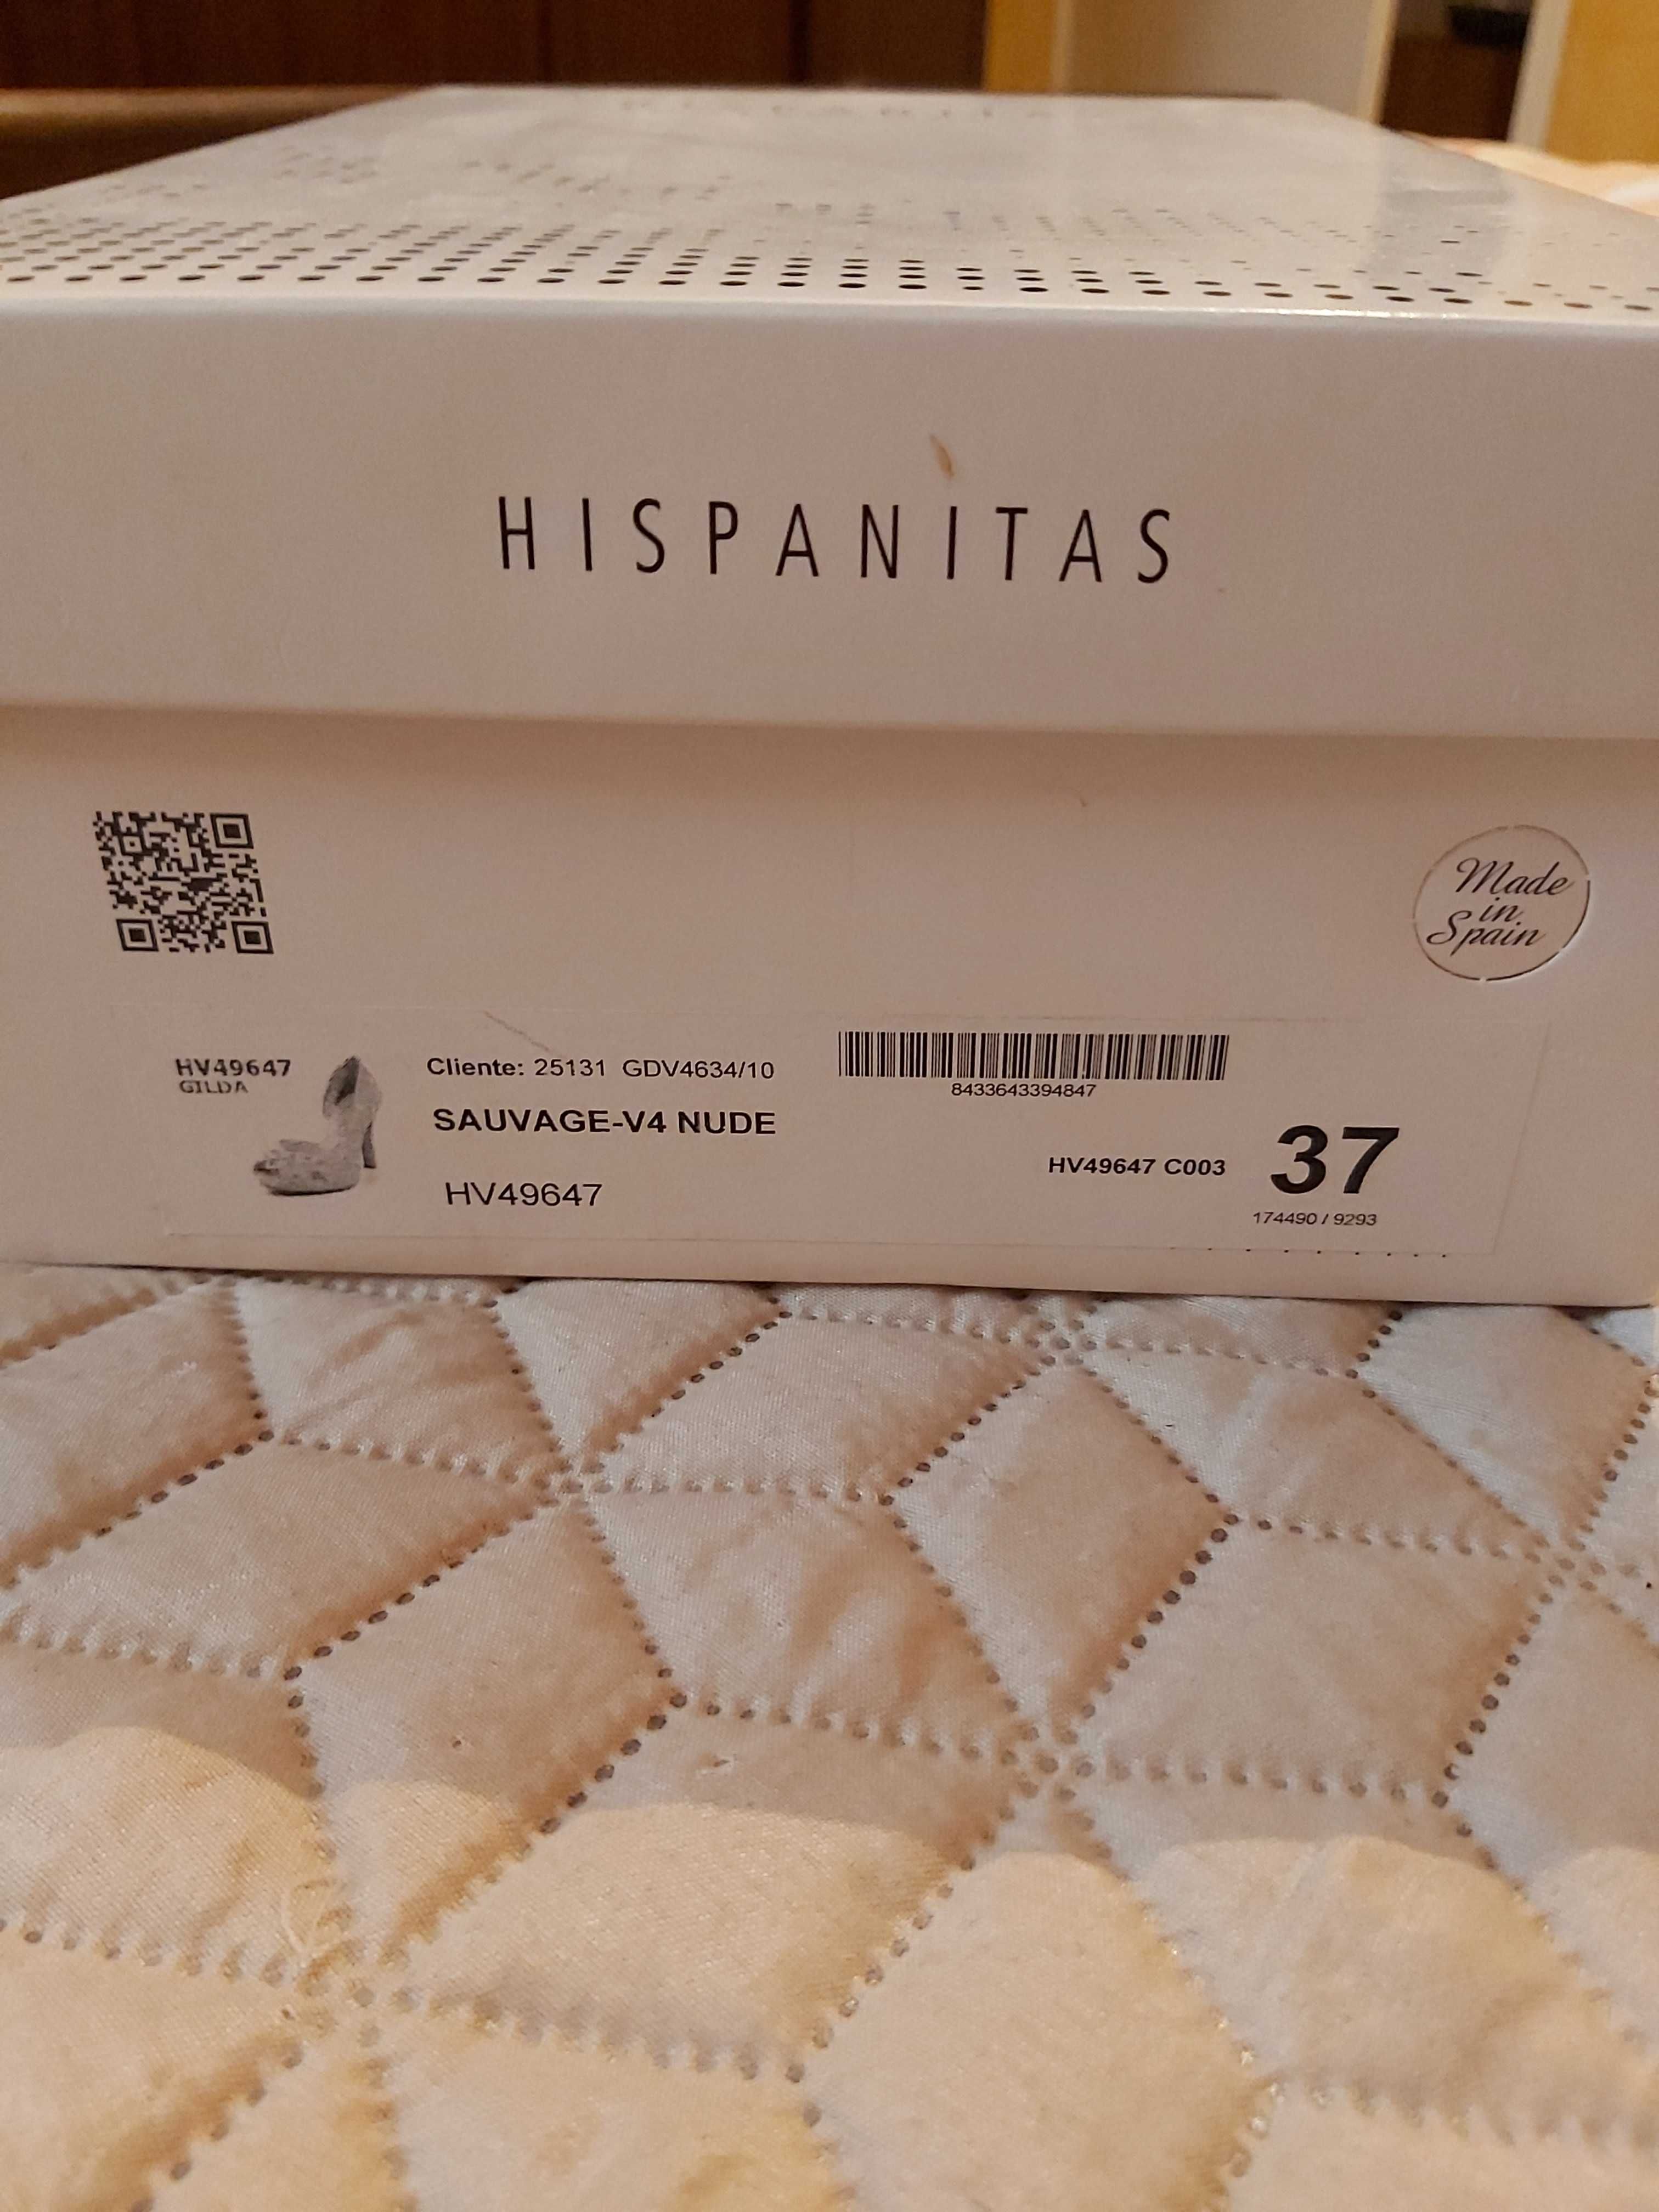 HISPANITAS
Made
in
Spain
HV49647
GILDA
Cliente: 25131 GDV4634/10
SAUVAGE-V4 NUDE
HV49647
8433643394847
HV49647 C003
37
174490 / 9293